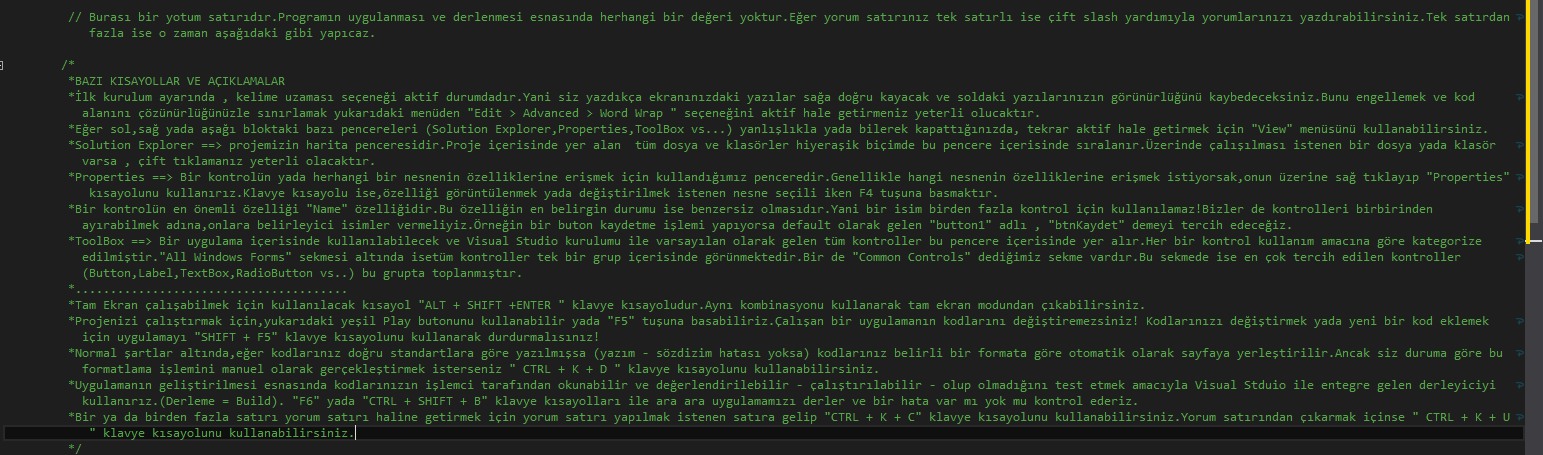 // Burası bir yotum satırıdır.Programın uygulanması ve derlenmesi esnasında herhangi bir değeri yoktur.Eğer yorum satırınız tek satırlı ise çift slash yardımıyla yorumlarınızı yazdırabilirsiniz.Tek satırdan
fazla ise o zaman aşağıdaki gibi yapıcaz.
/*
*BAZI KISAYOLLAR VE AÇIKLAMALAR
*İlk kurulum ayarında , kelime uzaması seçeneği aktif durumdadır.Yani siz yazdıkça ekranınızdaki yazılar sağa doğru kayacak ve soldaki yazılarınızın görünürlüğünü kaybedeceksiniz.Bunu engellemek ve kod
alanını çözünürlüğünüzle sınırlamak yukarıdaki menüden "Edit > Advanced > Word Wrap " seçeneğini aktif hale getirmeniz yeterli olucaktır.
*Eğer sol,sağ yada aşağı bloktaki bazı pencereleri (Solution Explorer,Properties,ToolBox vs...) yanlışlıkla yada bilerek kapattığınızda, tekrar aktif hale getirmek için "View" menüsünü kullanabilirsiniz.
*Solution Explorer ==> projemizin harita penceresidir.Proje içerisinde yer alan  tüm dosya ve klasörler hiyeraşik biçimde bu pencere içerisinde sıralanır.Üzerinde çalışılması istenen bir dosya yada klasör
varsa , çift tıklamanız yeterli olacaktır.
*Properties ==> Bir kontrolün yada herhangi bir nesnenin özelliklerine erişmek için kullandığımız penceredir.Genellikle hangi nesnenin özelliklerine erişmek istiyorsak,onun üzerine sağ tıklayıp "Properties"
kısayolunu kullanırız.Klavye kısayolu ise,özelliği görüntülenmek yada değiştirilmek istenen nesne seçili iken F4 tuşuna basmaktır.
*Bir kontrolün en önemli özelliği "Name" özelliğidir.Bu özelliğin en belirgin durumu ise benzersiz olmasıdır.Yani bir isim birden fazla kontrol için kullanılamaz!Bizler de kontrolleri birbirinden
ayırabilmek adına,onlara belirleyici isimler vermeliyiz.Örneğin bir buton kaydetme işlemi yapıyorsa default olarak gelen "button1" adlı , "btnKaydet" demeyi tercih edeceğiz.
*ToolBox ==> Bir uygulama içerisinde kullanılabilecek ve Visual Studio kurulumu ile varsayılan olarak gelen tüm kontroller bu pencere içerisinde yer alır.Her bir kontrol kullanım amacına göre kategorize
edilmiştir."All Windows Forms" sekmesi altında isetüm kontroller tek bir grup içerisinde görünmektedir.Bir de "Common Controls" dediğimiz sekme vardır.Bu sekmede ise en çok tercih edilen kontroller
(Button,Label,TextBox,RadioButton vs..) bu grupta toplanmıştır.
*.......................................
*Tam Ekran çalışabilmek için kullanılacak kısayol "ALT + SHIFT +ENTER " klavye kısayoludur.Aynı kombinasyonu kullanarak tam ekran modundan çıkabilirsiniz.
*Projenizi çalıştırmak için,yukarıdaki yeşil Play butonunu kullanabilir yada "F5" tuşuna basabiliriz.Çalışan bir uygulamanın kodlarını değiştiremezsiniz! Kodlarınızı değiştirmek yada yeni bir kod eklemek
için uygulamayı "SHIFT + F5" klavye kısayolunu kullanarak durdurmalısınız!
*Normal şartlar altında,eğer kodlarınız doğru standartlara göre yazılmışsa (yazım - sözdizim hatası yoksa) kodlarınız belirli bir formata göre otomatik olarak sayfaya yerleştirilir.Ancak siz duruma göre bu
formatlama işlemini manuel olarak gerçekleştirmek isterseniz " CTRL + K + D " klavye kısayolunu kullanabilirsiniz.
*Uygulamanın geliştirilmesi esnasında kodlarınızın işlemci tarafından okunabilir ve değerlendirilebilir - çalıştırılabilir - olup olmadığını test etmek amacıyla Visual Stduio ile entegre gelen derleyiciyi
kullanırız.(Derleme = Build). "F6" yada "CTRL + SHIFT + B" klavye kısayolları ile ara ara uygulamamızı derler ve bir hata var mı yok mu kontrol ederiz.
*Bir ya da birden fazla satırı yorum satırı haline getirmek için yorum satırı yapılmak istenen satıra gelip "CTRL + K + C" klavye kısayolunu kullanabilirsiniz.Yorum satırından çıkarmak içinse " CTRL + K + U
" klavye kısayolunu kullanabilirsiniz.
*/